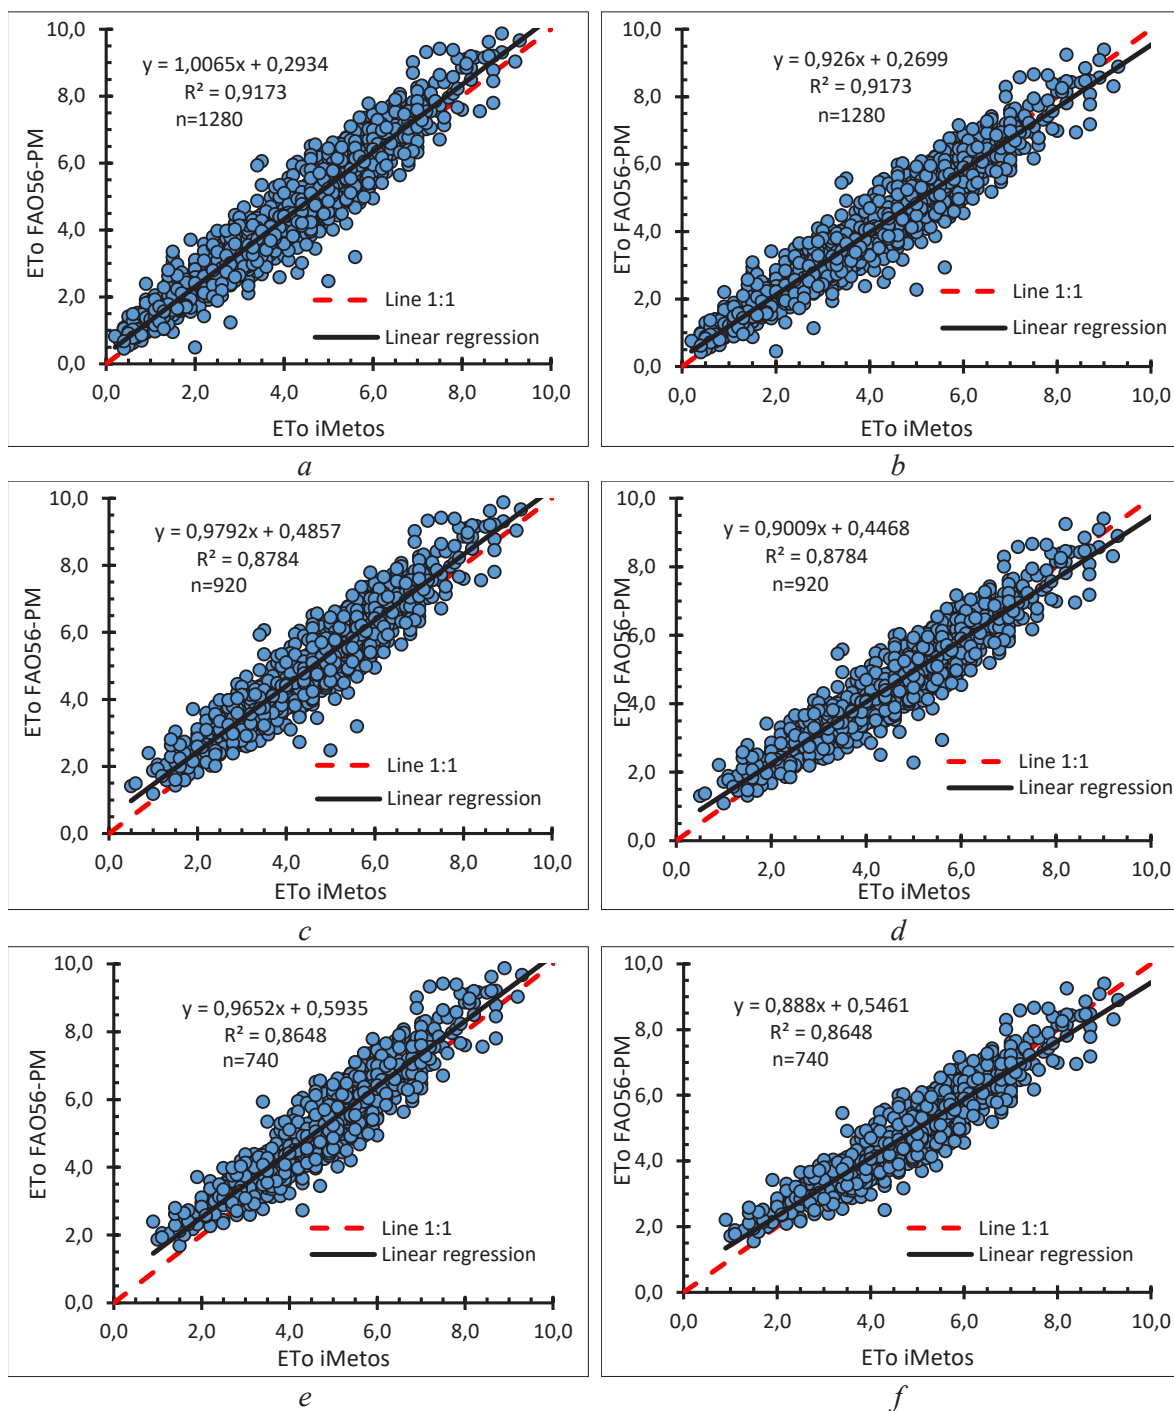 10,0
8,0
6,0
4,0
2,0
0,0
ETo FAO56-PM
y = 1,0065x + 0,2934
R² = 0,9173
n=1280
Line 1:1
Linear regression
0,0 2,0 4,0 6,0 8,0 10,0
ETo iMetos
a
10,0
8,0
6,0
4,0
2,0
0,0
ETo FAO56-PM
y = 0,926x + 0,2699
R² = 0,9173
n=1280
Line 1:1
Linear regression
0,0 2,0 4,0 6,0 8,0 10,0
ETo iMetos
b
10,0
8,0
6,0
4,0
2,0
0,0
ETo FAO56-PM
y = 0,9792x + 0,4857
R² = 0,8784
n=920
Line 1:1
Linear regression
0,0 2,0 4,0 6,0 8,0 10,0
ETo iMetos
c
10,0
8,0
6,0
4,0
2,0
0,0
ETo FAO56-PM
y = 0,9009x + 0,4468
R² = 0,8784
n=920
Line 1:1
Linear regression
0,0 2,0 4,0 6,0 8,0 10,0
ETo iMetos
d
10,0
8,0
6,0
4,0
2,0
0,0
ETo FAO56-PM
y = 0,9652x + 0,5935
R² = 0,8648
n=740
Line 1:1
Linear regression
0,0 2,0 4,0 6,0 8,0 10,0
ETo iMetos
e
10,0
8,0
6,0
4,0
2,0
0,0
ETo FAO56-PM
y = 0,888x + 0,5461
R² = 0,8648
n=740
Line 1:1
Linear regression
0,0 2,0 4,0 6,0 8,0 10,0
ETo iMetos
f